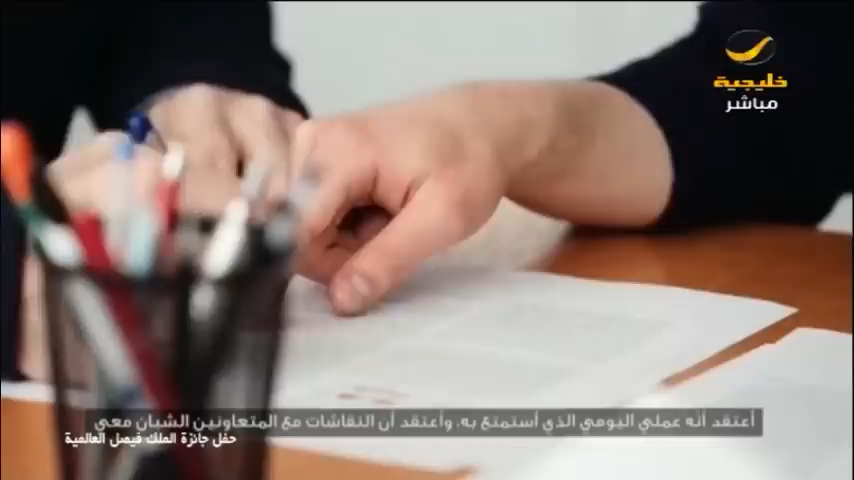 خليجية
مباشر
أعتقد أنه عملي اليومي الذي أستمتع به، وأعتقد أن النقاشات مع المتعاونين الشبان معي
حفل جائزة الملك فيصل العالمية